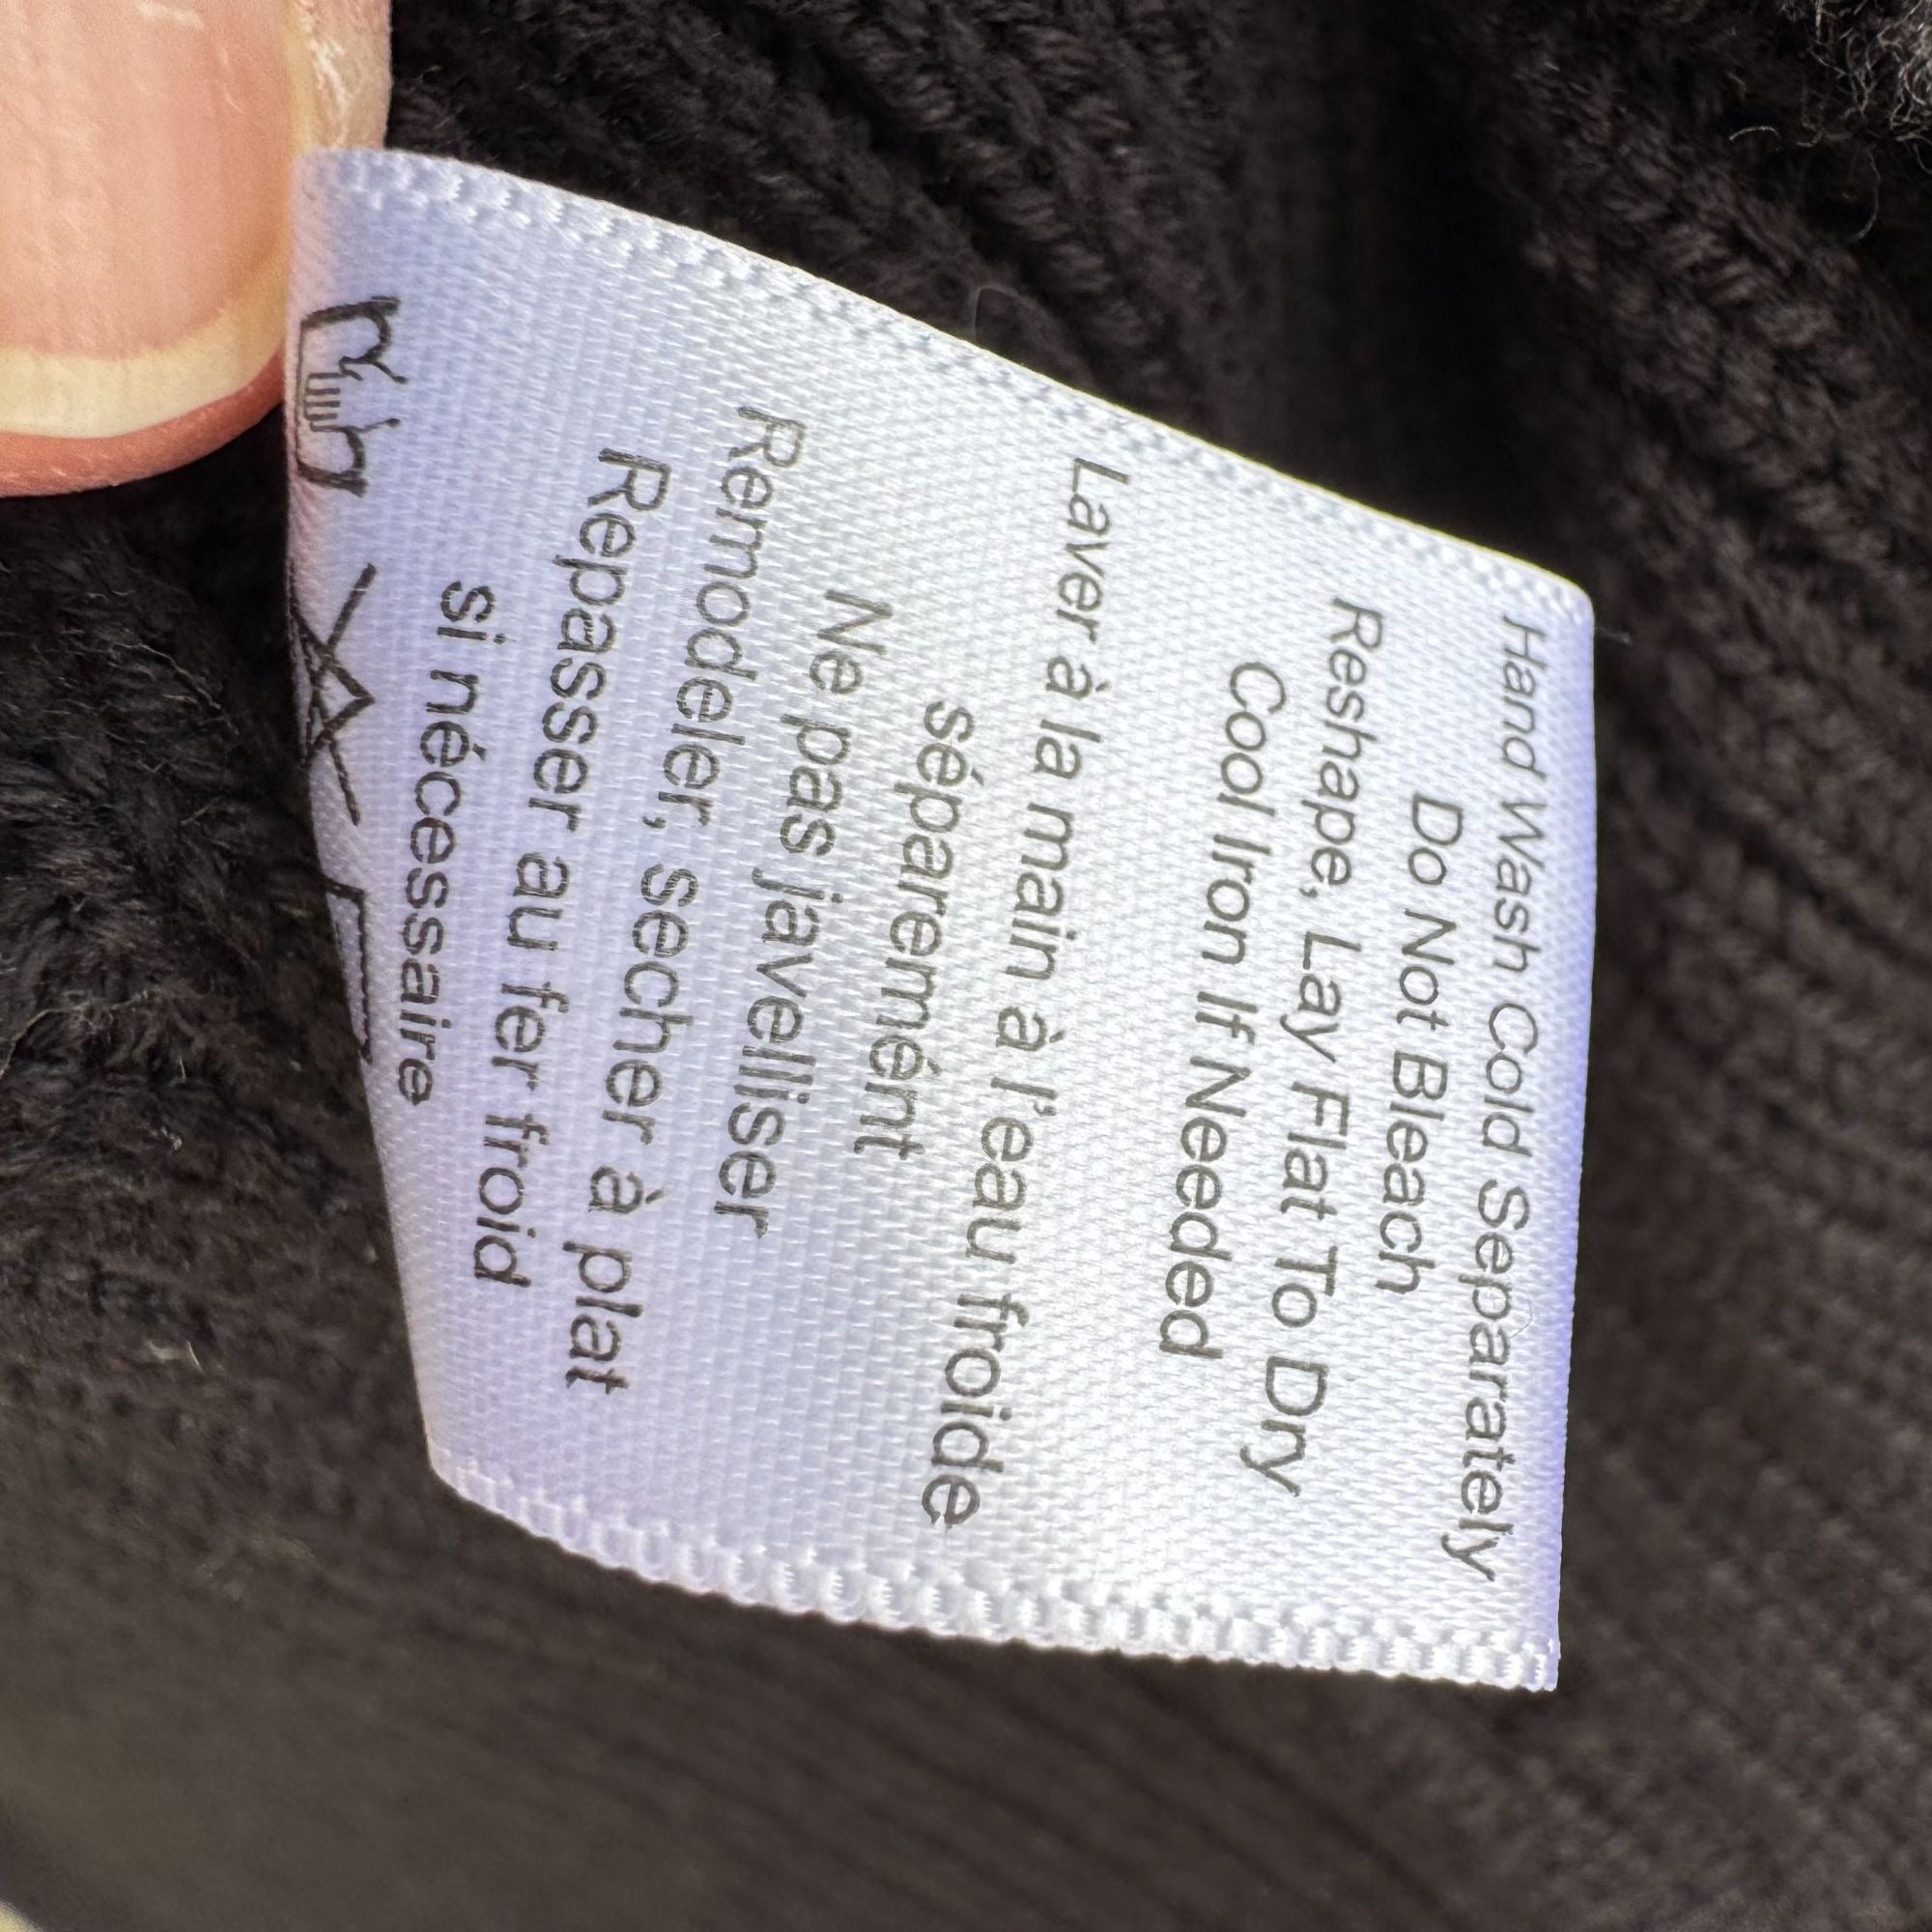 Hand Wash Cold Separately
Do Not Bleach
Reshape, Lay Flat To Dry
Cool Iron If Needed
Laver à la main à l'eau froide
séparemént
Ne pas javelliser
Remodeler, secher à plat
Repasser au fer froid
si nécessaire